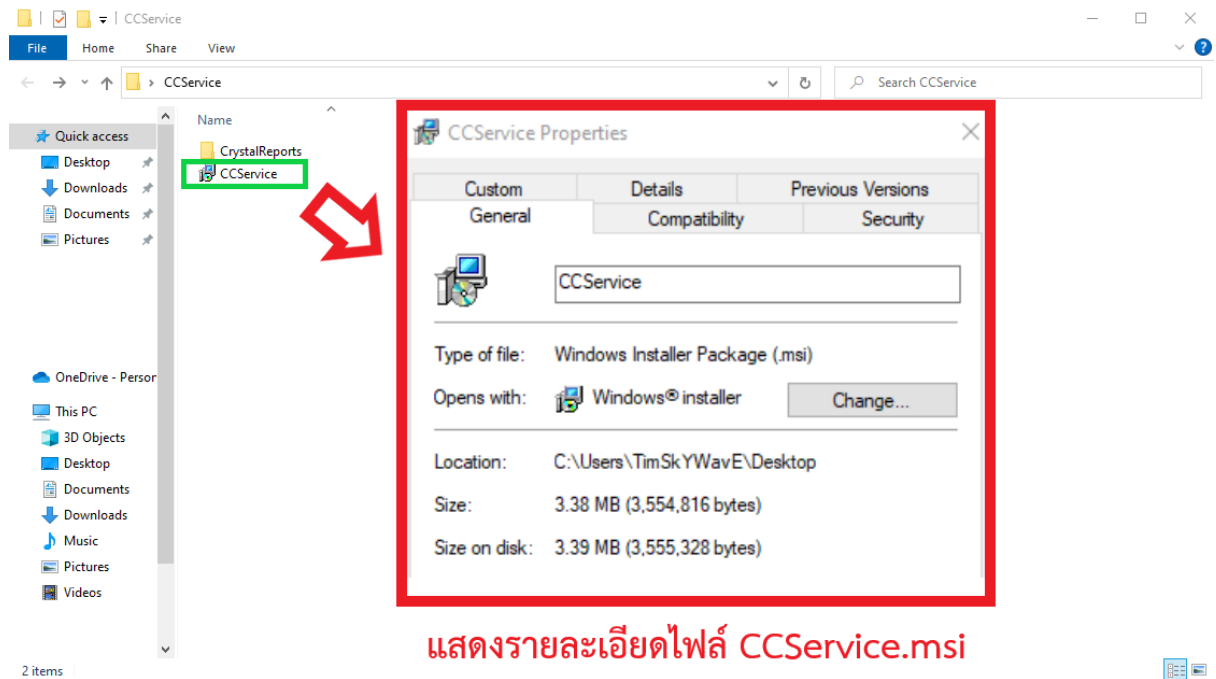 CCService
File Home Share View
CCService
Search CCService
Quick access
Desktop
Downloads
Documents
Pictures
OneDrive - Person
This PC
3D Objects
Desktop
Documents
Downloads
Music
Pictures
Videos
2 items
Name
CrystalReports
CCService
CCService Properties
Custom Details Previous Versions
General Compatibility Security
CCService
Type of file: Windows Installer Package (.msi)
Opens with: Windows® installer Change...
Location: C:\Users\TimSkYWavE\Desktop
Size: 3.38 MB (3,554,816 bytes)
Size on disk: 3.39 MB (3,555,328 bytes)
แสดงรายละเอียดไฟล์ CCService.msi